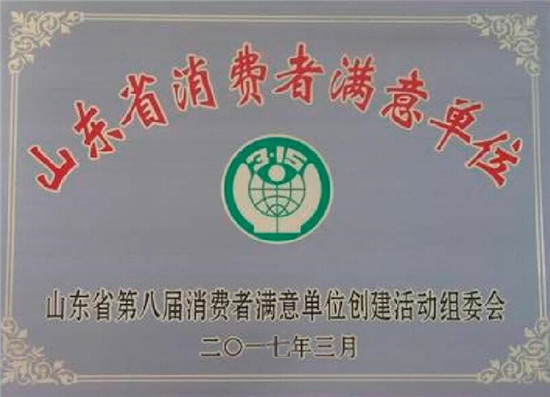 山东省消费者满意单位
3·15
山东省第八届消费者满意单位创建活动组委会
二〇一七年三月